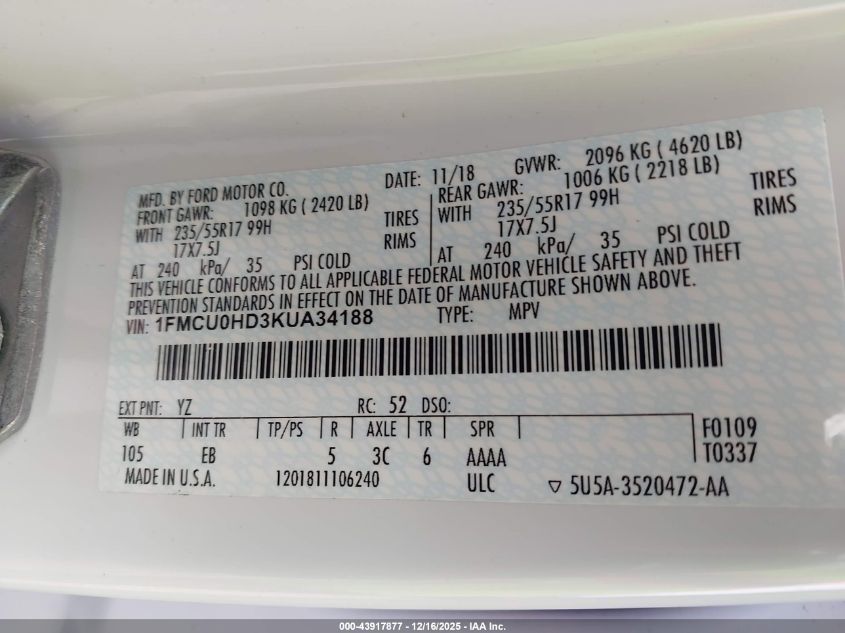 MFD. BY FORD MOTOR CO.
DATE: 11/18 GVWR: 2096 KG ( 4620 LB)
FRONT GAWR: 1098 KG ( 2420 LB)
REAR GAWR: 1006 KG ( 2218 LB)
WITH 235/55R17 99H TIRES
WITH 235/55R17 99H TIRES
17X7.5J RIMS
17X7.5J RIMS
AT 240 kPa/ 35 PSI COLD
AT 240 kPa/ 35 PSI COLD
THIS VEHICLE CONFORMS TO ALL APPLICABLE FEDERAL MOTOR VEHICLE SAFETY AND THEFT
PREVENTION STANDARDS IN EFFECT ON THE DATE OF MANUFACTURE SHOWN ABOVE.
VIN: 1FMCU0HD3KUA34188 TYPE: MPV
EXT PNT: YZ RC: 52 DSO:
WB INT TR TP/PS R AXLE TR SPR F0109
105 EB 5 3C 6 AAAA T0337
MADE IN U.S.A. 1201811106240 ULC ▽ 5U5A-3520472-AA
000-43917877 - 12/16/2025 - IAA Inc.